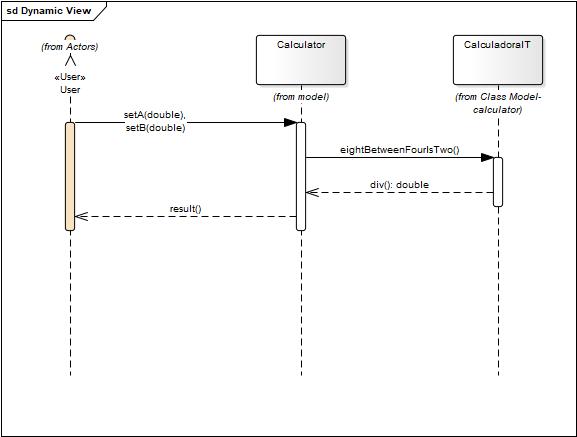 sd Dynamic View
(from Actors)
«User»
User
Calculator
(from model)
CalculadoraIT
(from Class Model-
calculator)
setA(double),
setB(double)
eightBetweenFourIsTwo()
div(): double
result()